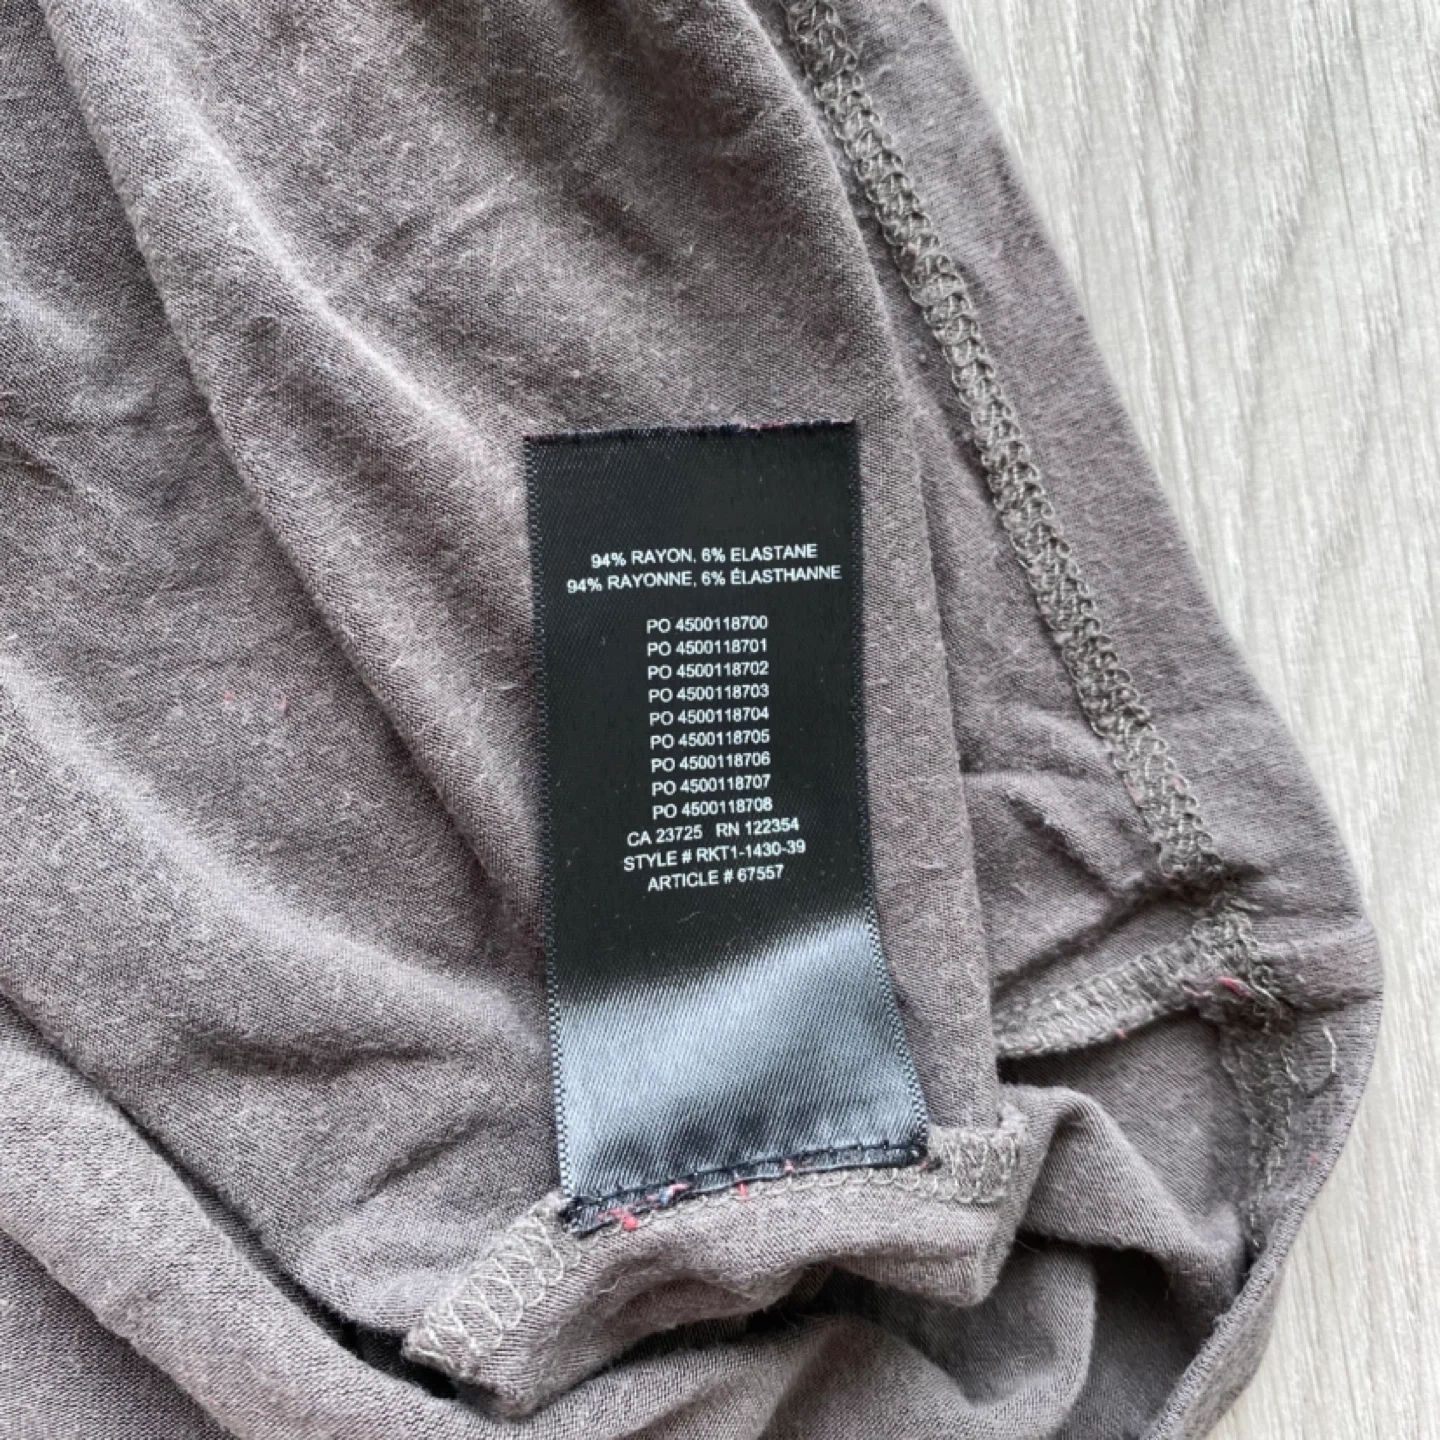 94% RAYON, 6% ELASTANE
94% RAYONNE, 6% ÉLASTHANNE
PO 4500118700
PO 4500118701
PO 4500118702
PO 4500118703
PO 4500118704
PO 4500118705
PO 4500118706
PO 4500118707
PO 4500118708
CA 23725 RN 122354
STYLE # RKT1-1430-39
ARTICLE # 67557